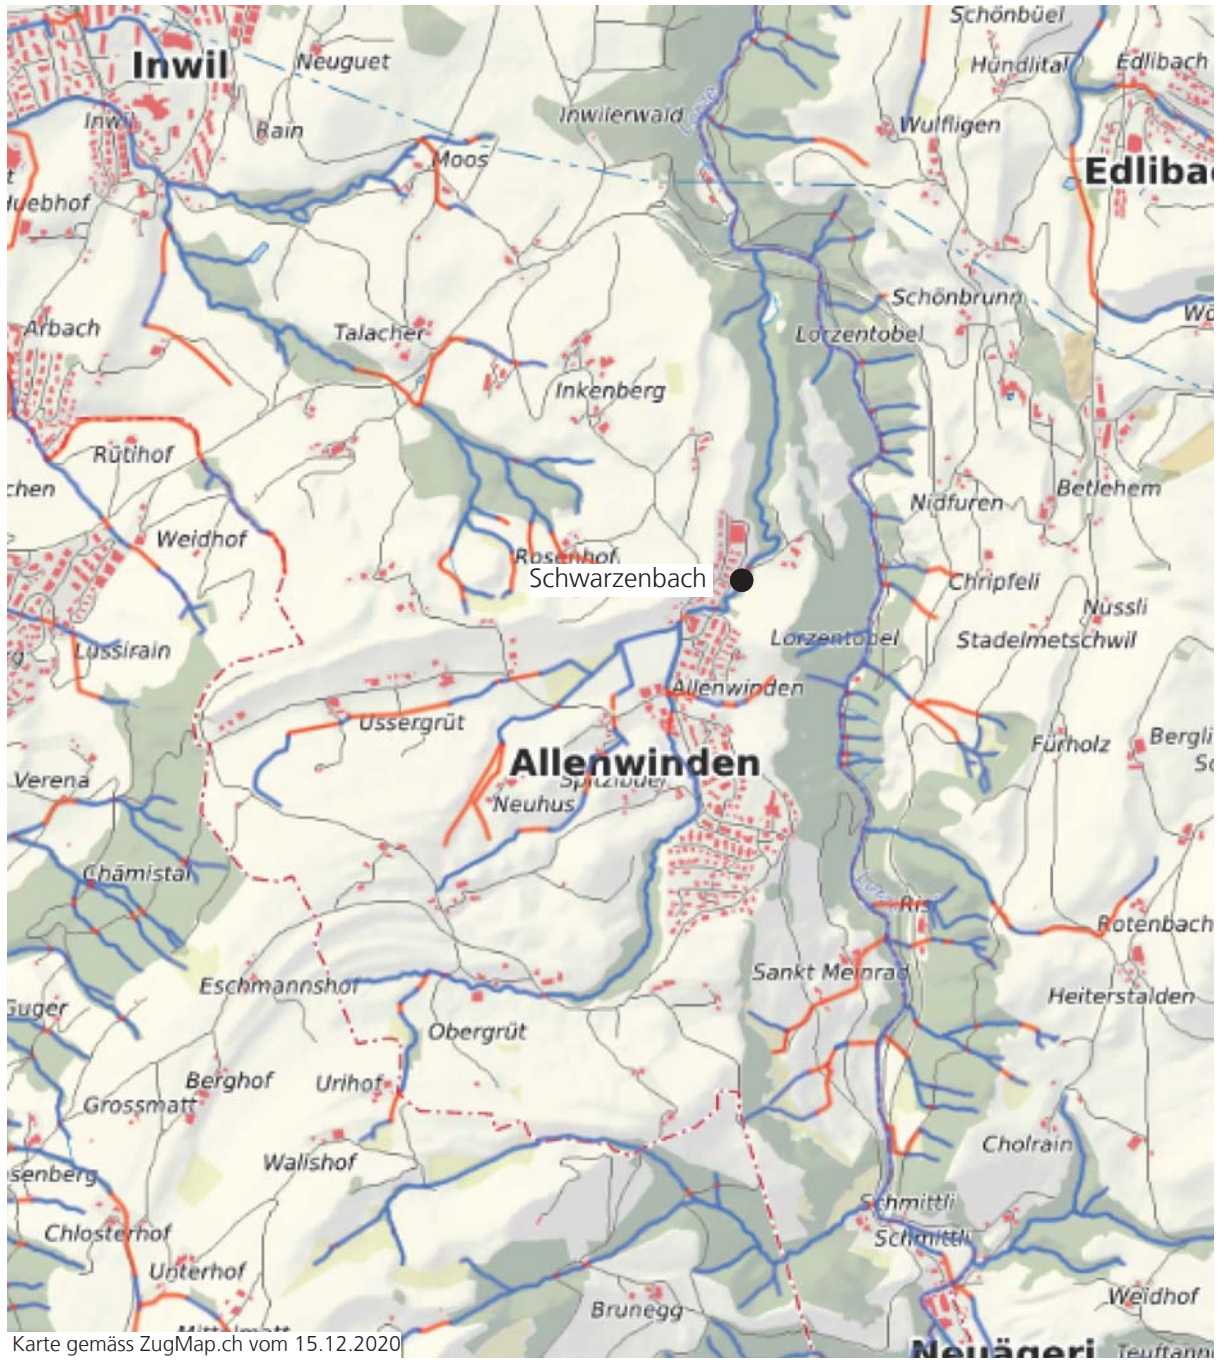 Schönbüel
Inwil
Neuguet
Hündlital
Edlibach
Inwilerwald
Inwil
Rain
Wulfligen
Moos
Edliba
Schönbrunn
Arbach
Talacher
Lorzentobel
Inkenberg
Rütihof
chen
Nidfuren
Betlehem
Weidhof
Rosenhof
Schwarzenbach
Chripfeli
Nüssli
Lorzentobel
Stadelmetschwil
Lüssirain
Allenwinden
Ussergrüt
Fürholz
Bergli
Allenwinden
Verena
Neuhus
Chämistal
Rotenbach
Sankt Meinrad
Eschmannshof
Heiterstalden
Obergrüt
Berghof
Urihof
Grossmatt
Cholrain
Walishof
senberg
Schmittli
Chlosterhof
Schmittli
Unterhof
Weidhof
Brunegg
Karte gemäss ZugMap.ch vom 15.12.2020
Neuägeri